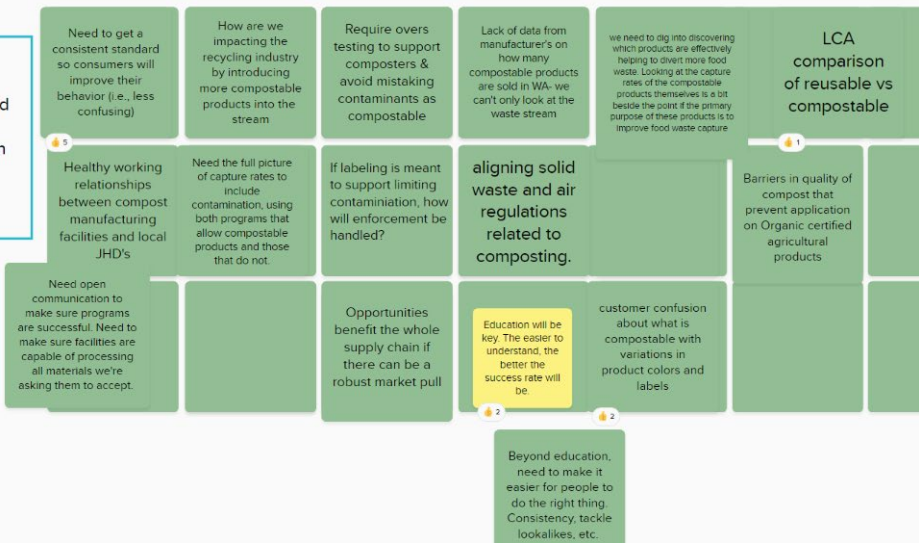 d
n
Need to get a
consistent standard
so consumers will
improve their
behavior (i.e., less
confusing)
👍 5
How are we
impacting the
recycling industry
by introducing
more compostable
products into the
stream
Require overs
testing to support
composters &
avoid mistaking
contaminants as
compostable
Lack of data from
manufacturer's on
how many
compostable products
are sold in WA- we
can't only look at the
waste stream
we need to dig into discovering
which products are effectively
helping to divert more food
waste. Looking at the capture
rates of the compostable
products themselves is a bit
beside the point if the primary
purpose of these products is to
improve food waste capture
LCA
comparison
of reusable vs
compostable
👍 1
Healthy working
relationships
between compost
manufacturing
facilities and local
JHD's
Need the full picture
of capture rates to
include
contamination, using
both programs that
allow compostable
products and those
that do not.
If labeling is meant
to support limiting
contaminiation, how
will enforcement be
handled?
aligning solid
waste and air
regulations
related to
composting.
Barriers in quality of
compost that
prevent application
on Organic certified
agricultural
products
Need open
communication to
make sure programs
are successful. Need to
make sure facilities are
capable of processing
all materials we're
asking them to accept.
Opportunities
benefit the whole
supply chain if
there can be a
robust market pull
Education will be
key. The easier to
understand, the
better the
success rate will
be.
👍 2
customer confusion
about what is
compostable with
variations in
product colors and
labels
👍 2
Beyond education,
need to make it
easier for people to
do the right thing.
Consistency, tackle
lookalikes, etc.